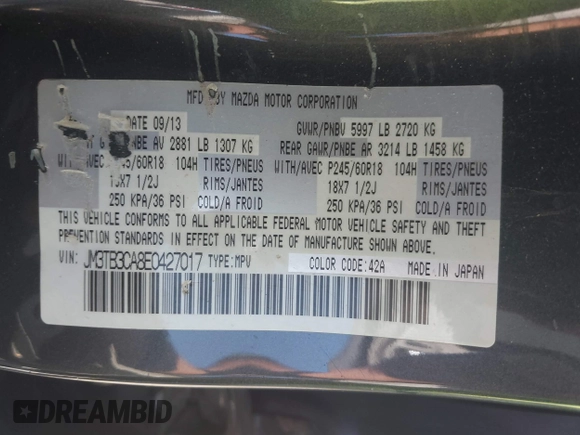 MFD BY MAZDA MOTOR CORPORATION
DATE 09/13 GVWR/PNBV 5997 LB 2720 KG
PNBE AV 2881 LB 1307 KG REAR GAWR/PNBE AR 3214 LB 1458 KG
WITH/AVEC 245/60R18 104H TIRES/PNEUS WITH/AVEC P245/60R18 104H TIRES/PNEUS
18X7 1/2J RIMS/JANTES 18X7 1/2J RIMS/JANTES
250 KPA/36 PSI COLD/A FROID 250 KPA/36 PSI COLD/A FROID
THIS VEHICLE CONFORMS TO ALL APPLICABLE FEDERAL MOTOR VEHICLE SAFETY AND THEFT
PREVENTION STANDARDS IN EFFECT ON THE DATE OF MANUFACTURE SHOWN ABOVE.
VIN: JM3TB3CA8E0427017 TYPE:MPV COLOR CODE:42A MADE IN JAPAN
DREAMBID